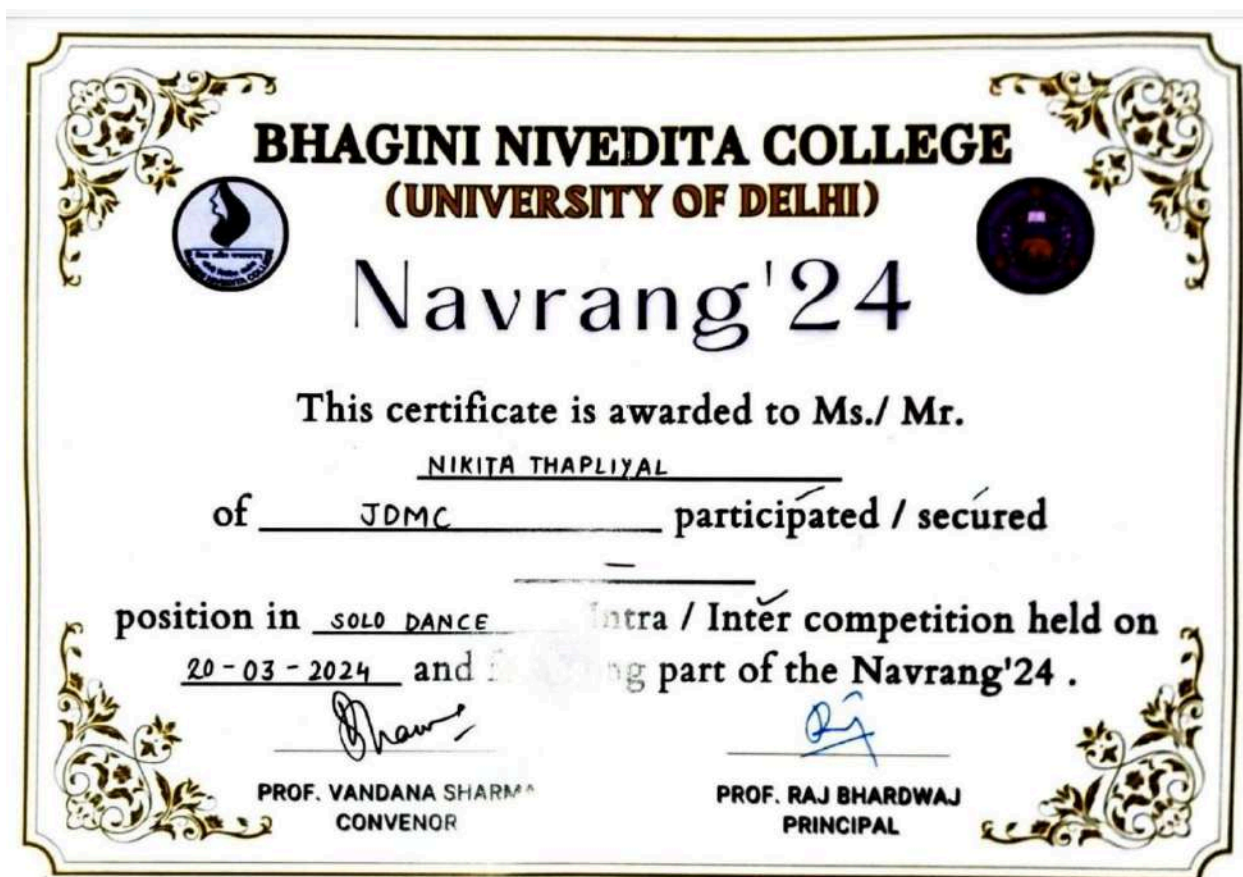 BHAGINI NIVEDITA COLLEGE
(UNIVERSITY OF DELHI)
Navrang'24
This certificate is awarded to Ms./ Mr.
NIKITA THAPLIYAL
of JDMC participated / secured
—
position in SOLO DANCE Intra / Inter competition held on
20-03-2024 and part of the Navrang'24 .
PROF. VANDANA SHARMA
CONVENOR
PROF. RAJ BHARDWAJ
PRINCIPAL